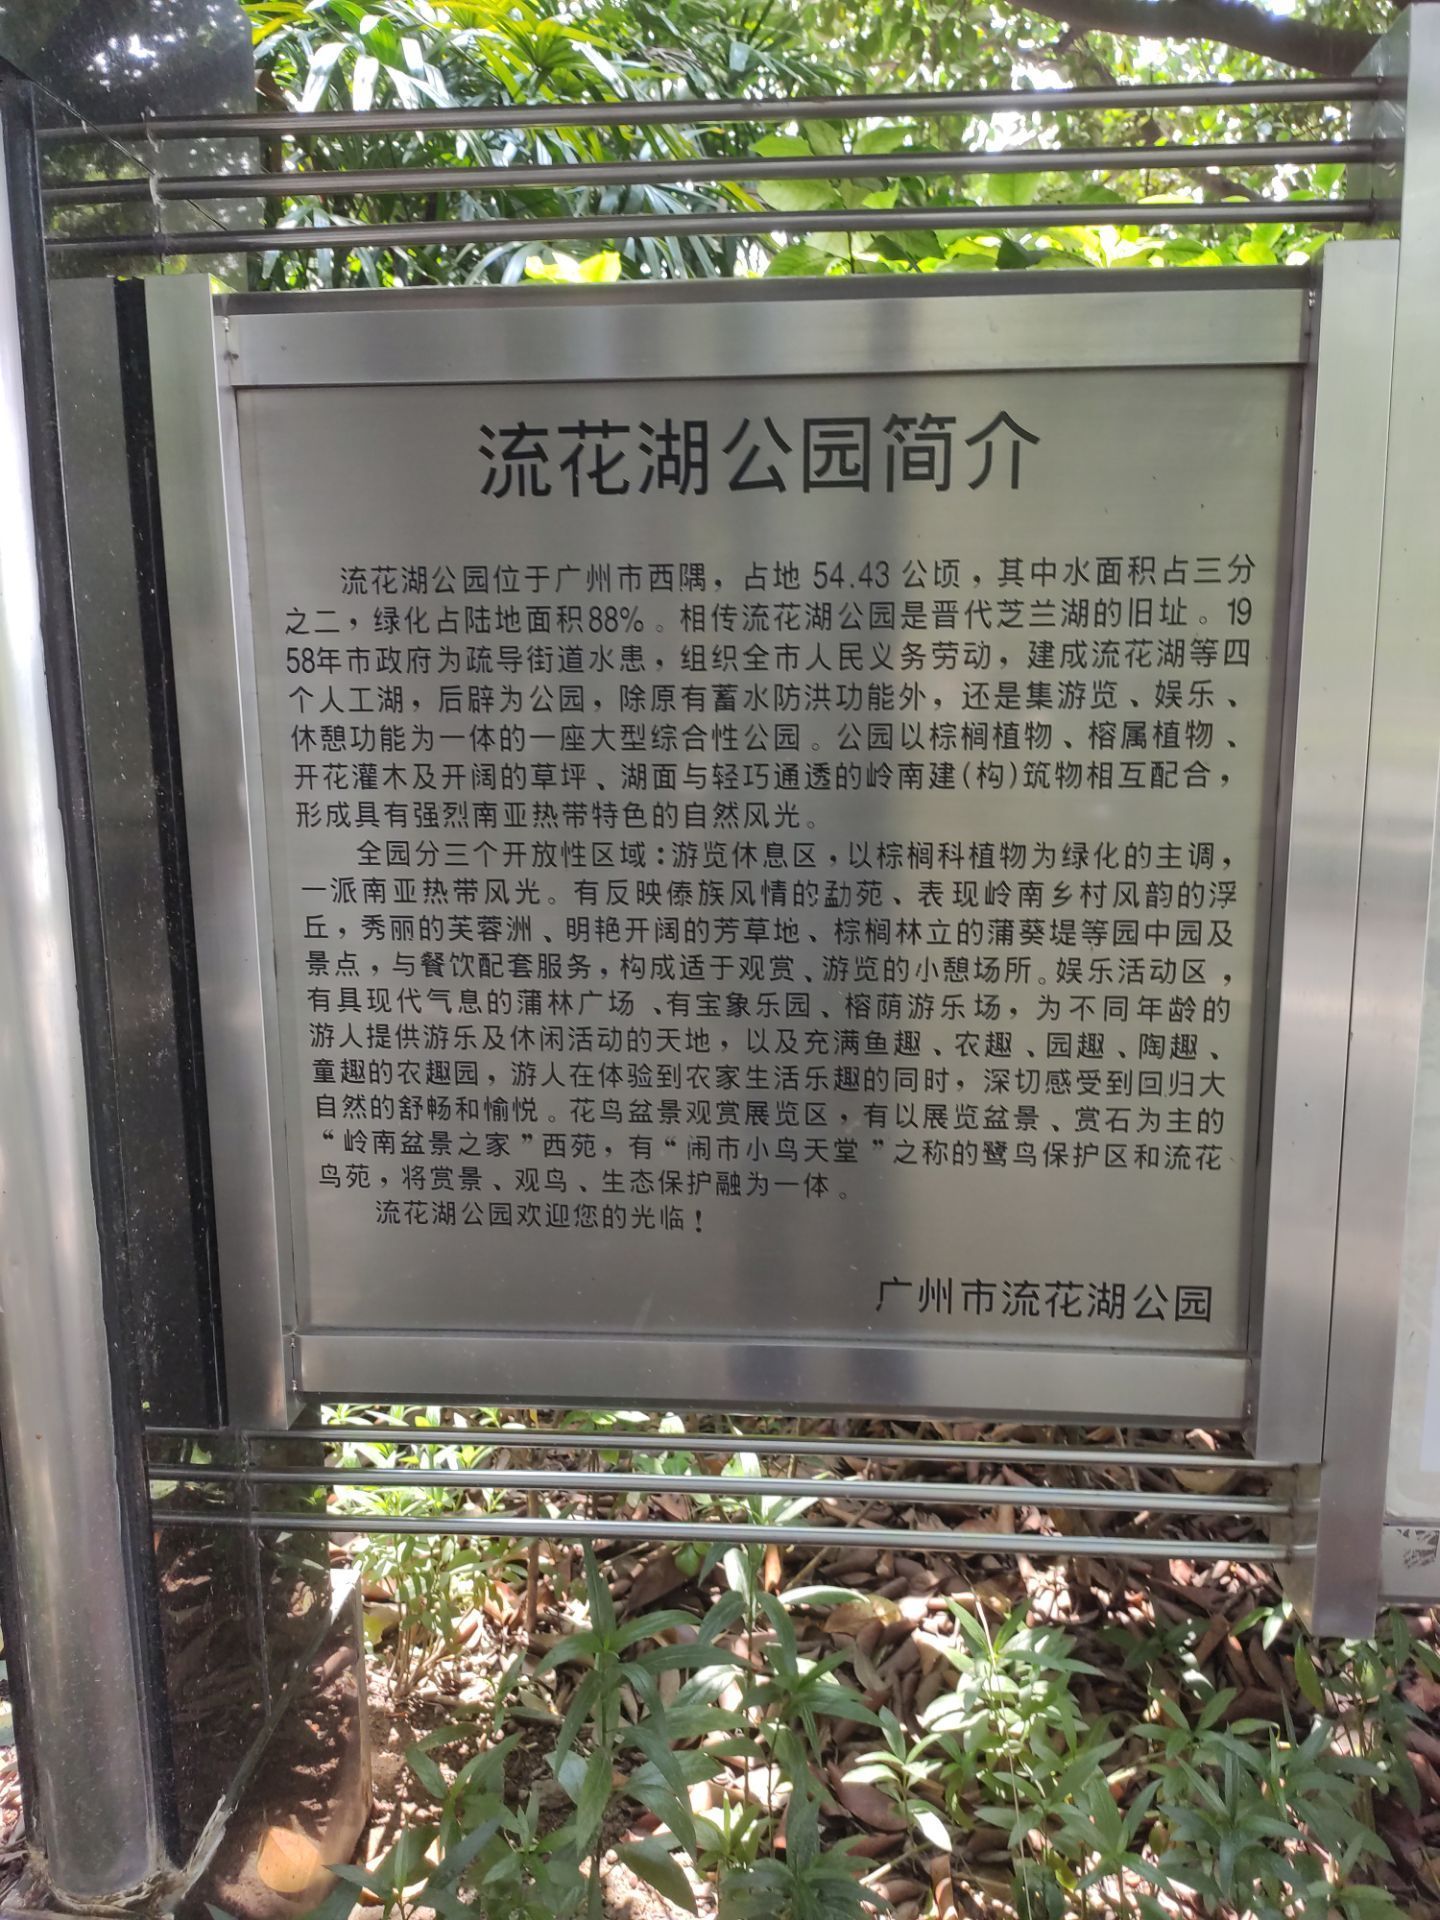 流花湖公园简介
流花湖公园位于广州市西隅，占地 54.43 公顷，其中水面积占三分
之二，绿化占陆地面积88%。相传流花湖公园是晋代芝兰湖的旧址。19
58年市政府为疏导街道水患，组织全市人民义务劳动，建成流花湖等四
个人工湖，后辟为公园，除原有蓄水防洪功能外，还是集游览、娱乐、
休憩功能为一体的一座大型综合性公园。公园以棕榈植物、榕属植物、
开花灌木及开阔的草坪、湖面与轻巧通透的岭南建(构)筑物相互配合，
形成具有强烈南亚热带特色的自然风光。
全园分三个开放性区域：游览休息区，以棕榈科植物为绿化的主调，
一派南亚热带风光。有反映傣族风情的勐苑、表现岭南乡村风韵的浮
丘，秀丽的芙蓉洲、明艳开阔的芳草地、棕榈林立的蒲葵堤等园中园及
景点，与餐饮配套服务，构成适于观赏、游览的小憩场所。娱乐活动区，
有具现代气息的蒲林广场、有宝象乐园、榕荫游乐场，为不同年龄的
游人提供游乐及休闲活动的天地，以及充满鱼趣、农趣、园趣、陶趣、
童趣的农趣园，游人在体验到农家生活乐趣的同时，深切感受到回归大
自然的舒畅和愉悦。花鸟盆景观赏展览区，有以展览盆景、赏石为主的
“岭南盆景之家”西苑，有“闹市小鸟天堂”之称的鹭鸟保护区和流花
鸟苑，将赏景、观鸟、生态保护融为一体。
流花湖公园欢迎您的光临！
广州市流花湖公园